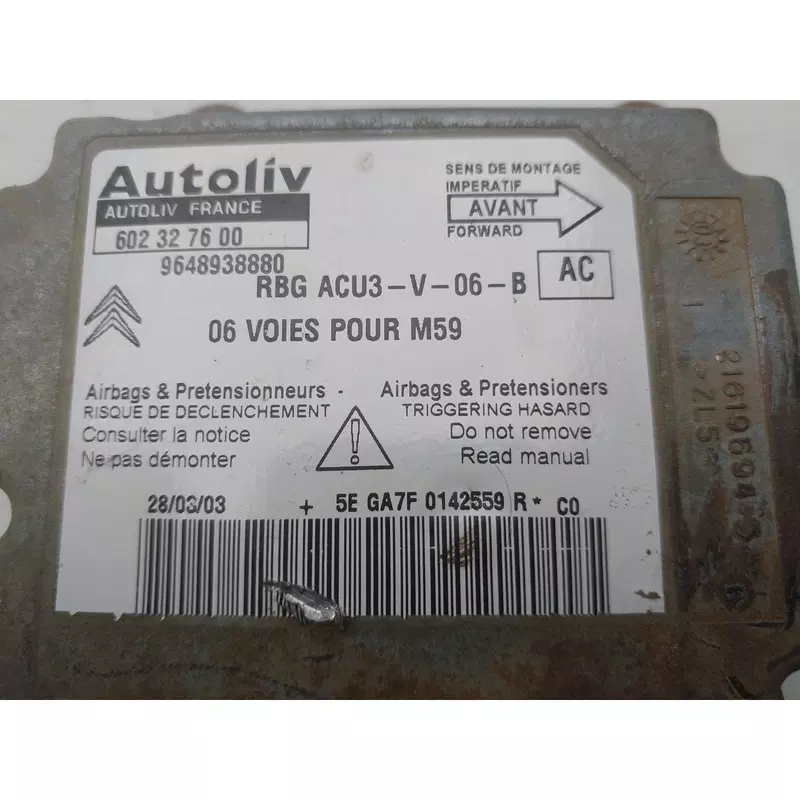 Autoliv
AUTOLIV FRANCE
602 32 76 00
9648938880
SENS DE MONTAGE
IMPERATIF
AVANT
FORWARD
RBG ACU3-V-06-B
AC
06 VOIES POUR M59
Airbags & Pretensionneurs -
RISQUE DE DECLENCHEMENT
Consulter la notice
Ne pas démonter
Airbags & Pretensioners
TRIGGERING HASARD
Do not remove
Read manual
28/03/03 + 5E GA7F 0142559 R* C0